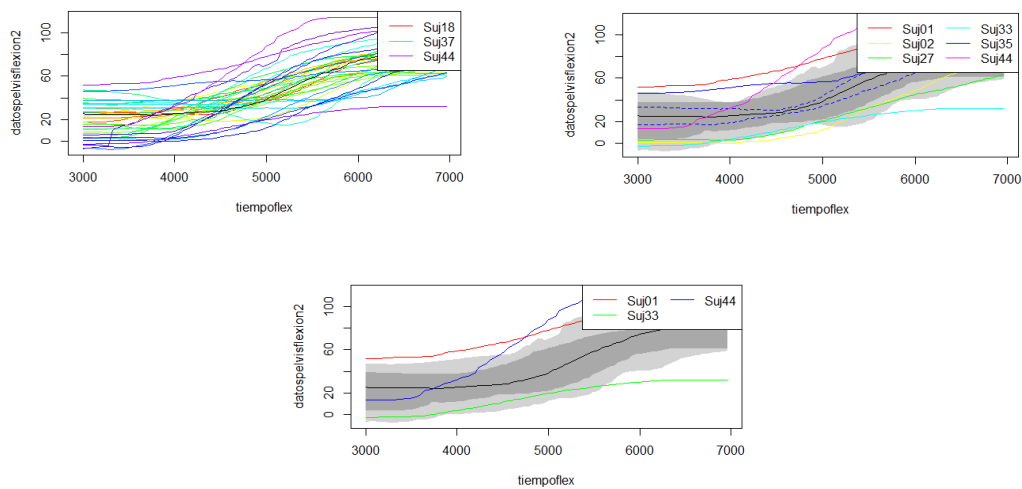 datospelvisflexion2
0 20 60 100
Suj18
Suj37
Suj44
3000 4000 5000 6000 7000
tiempoflex
datospelvisflexion2
0 20 60 100
Suj01 Suj33
Suj02 Suj35
Suj27 Suj44
3000 4000 5000 6000 7000
tiempoflex
datospelvisflexion2
0 20 60 100
Suj01 Suj44
Suj33
3000 4000 5000 6000 7000
tiempoflex